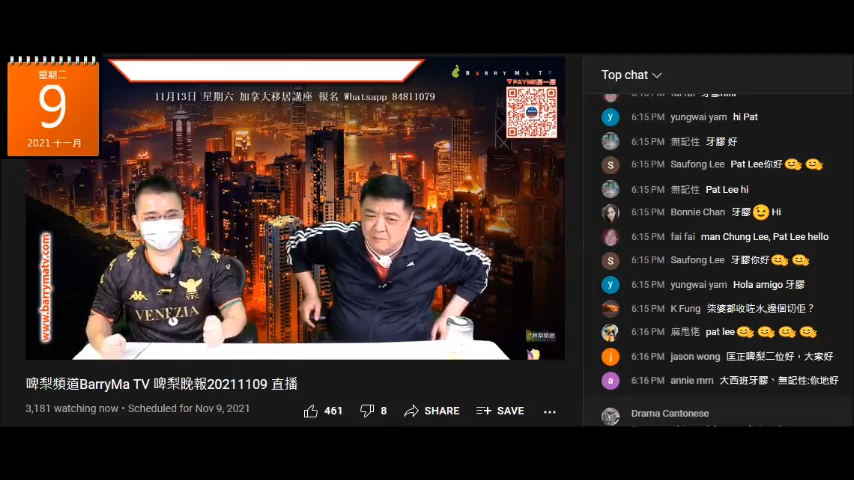 星期二
9
2021 十一月
11月13日 星期六 加拿大移居講座 報名 Whatsapp 84811079
BARRYMA TV
www.barrymatv.com
VFC
VENEZIA
啤梨頻道BarryMa TV 啤梨晚報20211109 直播
3,181 watching now • Scheduled for Nov 9, 2021
461
8
SHARE
SAVE
Top chat
6:15 PM yungwai yam hi Pat
6:15 PM 無記性 牙膠 好
6:15 PM Saufong Lee Pat Lee你好
6:15 PM 無記性 Pat Lee hi
6:15 PM Bonnie Chan 牙膠 Hi
6:15 PM fai fai man Chung Lee, Pat Lee hello
6:15 PM Saufong Lee 牙膠你好
6:15 PM yungwai yam Hola amigo 牙膠
6:15 PM K Fung 柒婆都收咗水,邊個切佢？
6:16 PM 麻甩佬 pat lee
6:16 PM jason wong 匡正啤梨二位好，大家好
6:16 PM annie mm 大西班牙膠、無記性:你地好
Drama Cantonese